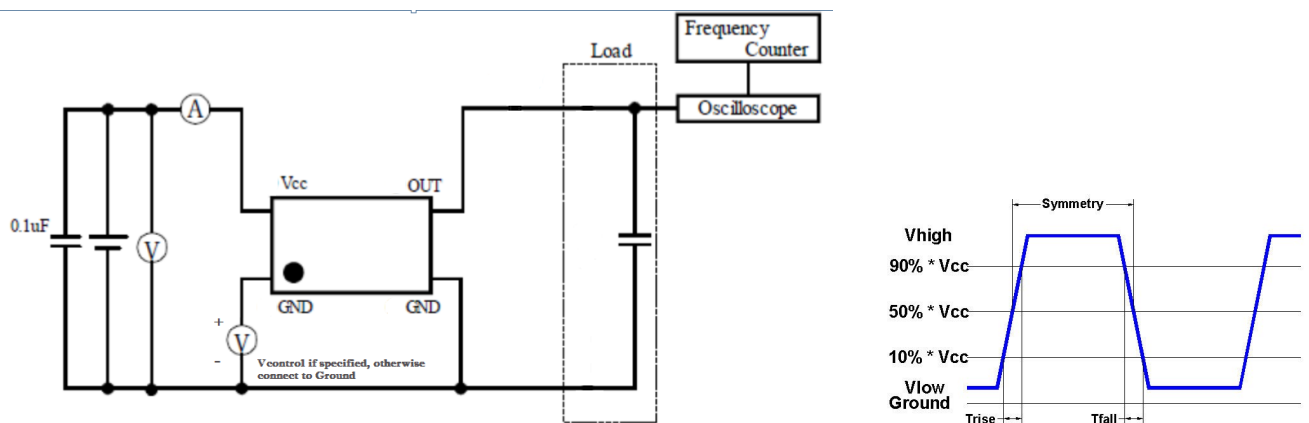 Frequency
Counter
Load
Oscilloscope
A
Vcc
OUT
0.1uF
V
GND
GND
+
V
-
Vcontrol if specified, otherwise
connect to Ground
Symmetry
Vhigh
90% * Vcc
50% * Vcc
10% * Vcc
Vlow
Ground
Trise
Tfall